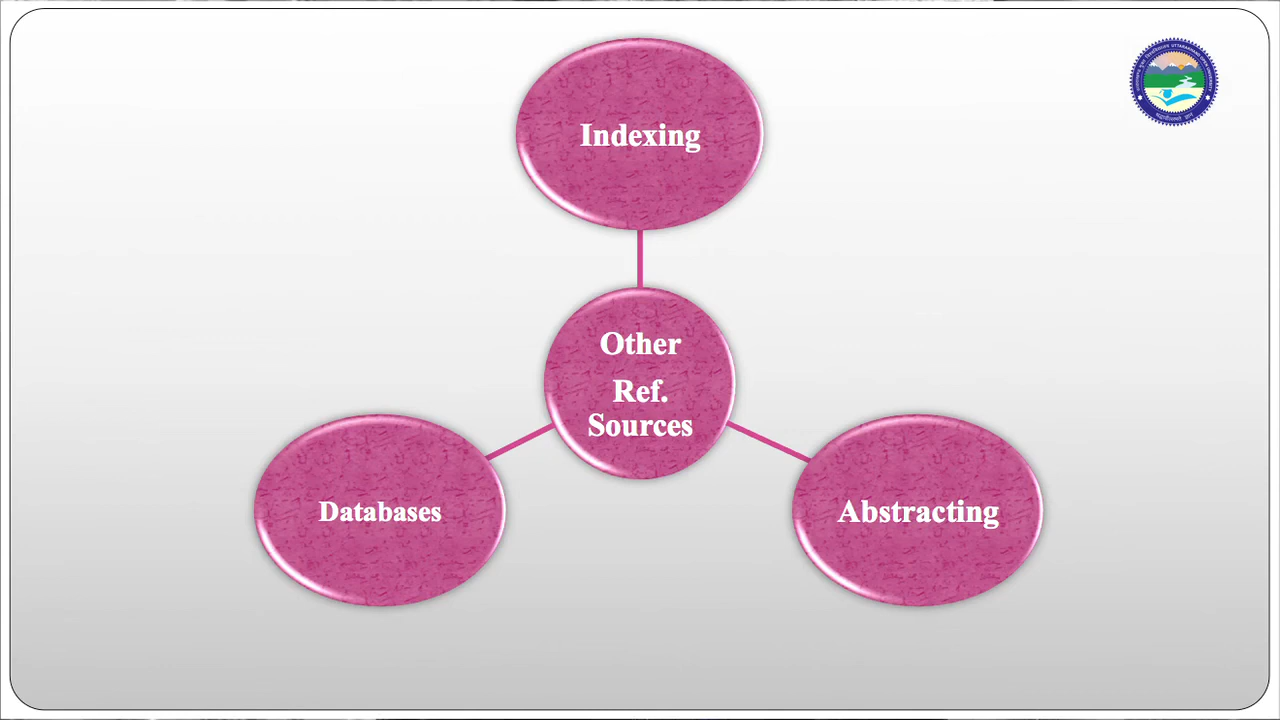 Indexing
Other
Ref.
Sources
Databases
Abstracting